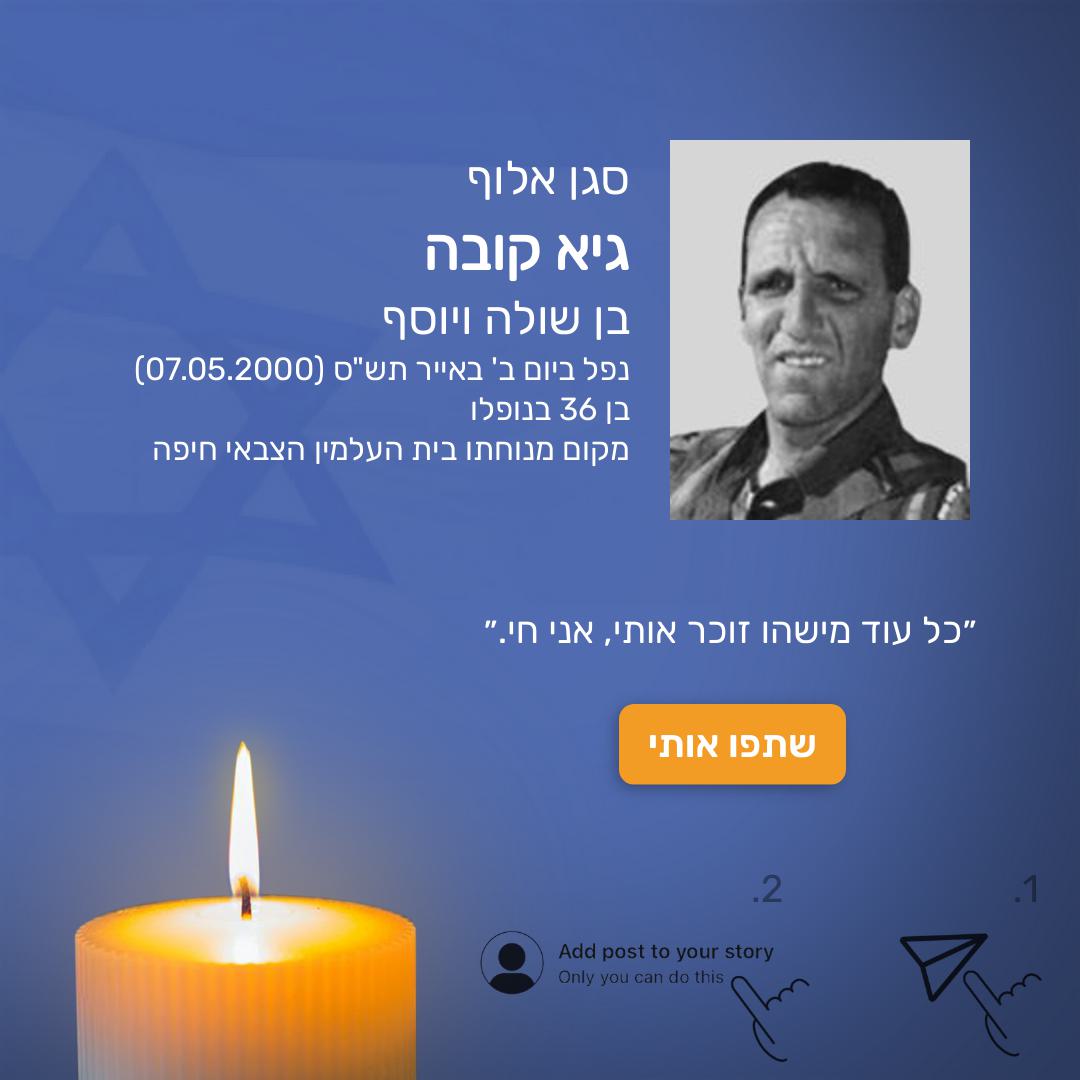 סגן אלוף
גיא קובה
בן שולה ויוסף
נפל ביום ב' באייר תש"ס (07.05.2000)
בן 36 בנופלו
מקום מנוחתו בית העלמין הצבאי חיפה
״כל עוד מישהו זוכר אותי, אני חי.״
שתפו אותי
1.
2.
Add post to your story
Only you can do this